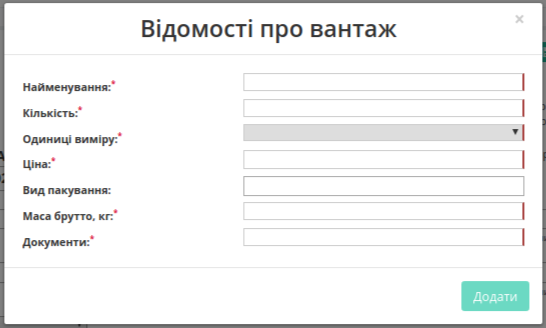 Відомості про вантаж
×
Найменування:*
Кількість:*
Одиниці виміру:*
Ціна:*
Вид пакування:
Маса брутто, кг:*
Документи:*
Додати